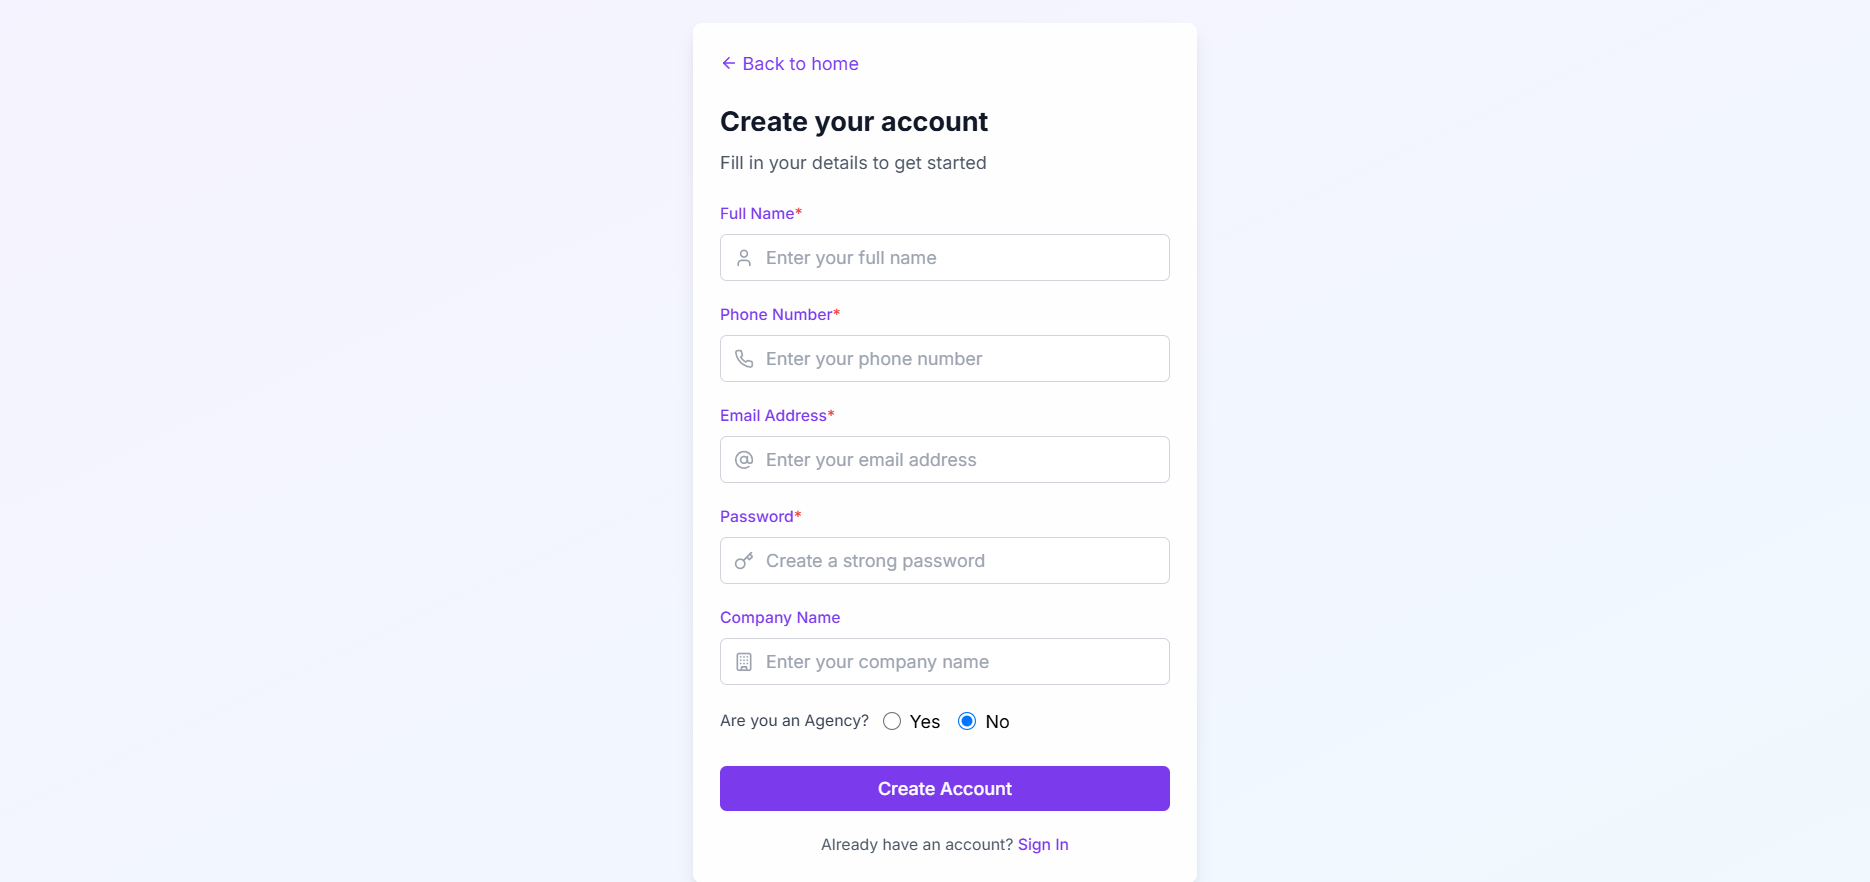 Back to home
Create your account
Fill in your details to get started
Full Name*
Enter your full name
Phone Number*
Enter your phone number
Email Address*
Enter your email address
Password*
Create a strong password
Company Name
Enter your company name
Are you an Agency? Yes No
Create Account
Already have an account? Sign In